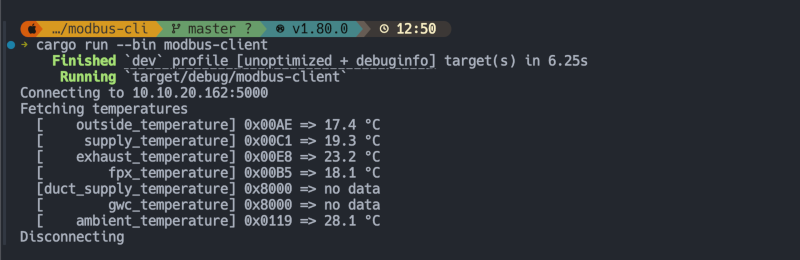 …/modbus-cli master ? v1.80.0 12:50
cargo run --bin modbus-client
Finished `dev` profile [unoptimized + debuginfo] target(s) in 6.25s
Running `target/debug/modbus-client`
Connecting to 10.10.20.162:5000
Fetching temperatures
[    outside_temperature] 0x00AE => 17.4 °C
[     supply_temperature] 0x00C1 => 19.3 °C
[    exhaust_temperature] 0x00E8 => 23.2 °C
[        fpx_temperature] 0x00B5 => 18.1 °C
[duct_supply_temperature] 0x8000 => no data
[        gwc_temperature] 0x8000 => no data
[    ambient_temperature] 0x0119 => 28.1 °C
Disconnecting